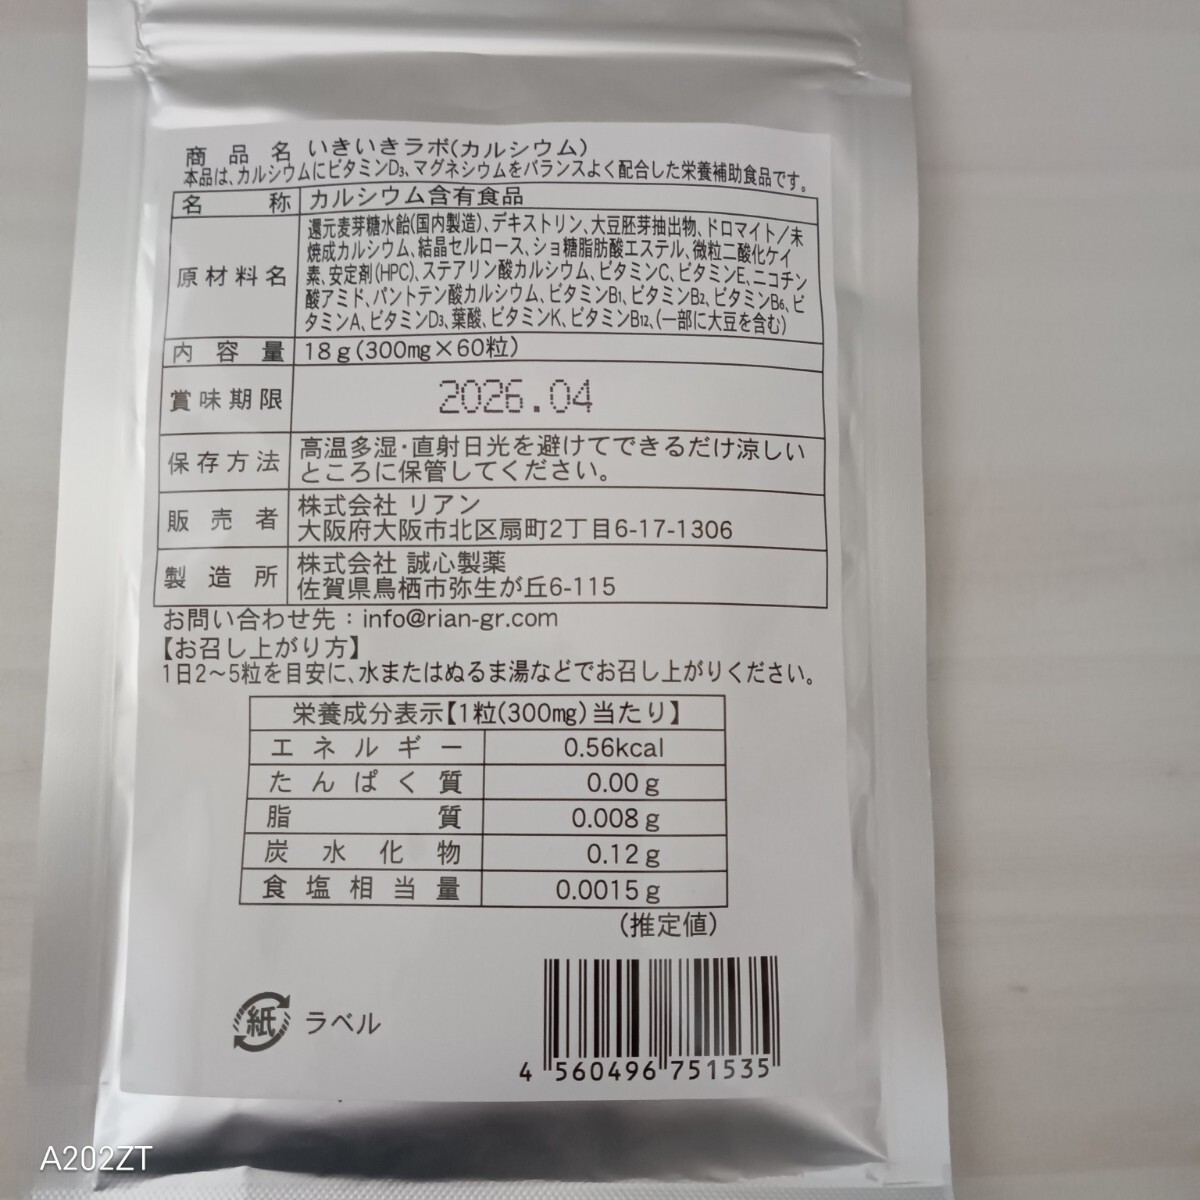 商品名 いきいきラボ(カルシウム)
本品は、カルシウムにビタミンD₃、マグネシウムをバランスよく配合した栄養補助食品です。
名称 カルシウム含有食品
原材料名 還元麦芽糖水飴(国内製造)、デキストリン、大豆胚芽抽出物、ドロマイト/未
焼成カルシウム、結晶セルロース、ショ糖脂肪酸エステル、微粒二酸化ケイ
素、安定剤(HPC)、ステアリン酸カルシウム、ビタミンC、ビタミンE、ニコチン
酸アミド、パントテン酸カルシウム、ビタミンB₁、ビタミンB₂、ビタミンB₆、ビ
タミンA、ビタミンD₃、葉酸、ビタミンK、ビタミンB₁₂、(一部に大豆を含む)
内容量 18g(300mg×60粒)
賞味期限 2026.04
保存方法 高温多湿・直射日光を避けてできるだけ涼しい
ところに保管してください。
販売者 株式会社 リアン
大阪府大阪市北区扇町2丁目6-17-1306
製造所 株式会社 誠心製薬
佐賀県鳥栖市弥生が丘6-115
お問い合わせ先：info@rian-gr.com
【お召し上がり方】
1日2～5粒を目安に、水またはぬるま湯などでお召し上がりください。
栄養成分表示【1粒(300mg)当たり】
エネルギー 0.56kcal
たんぱく質 0.00g
脂質 0.008g
炭水化物 0.12g
食塩相当量 0.0015g
(推定値)
紙 ラベル
4 560496 751535
A202ZT